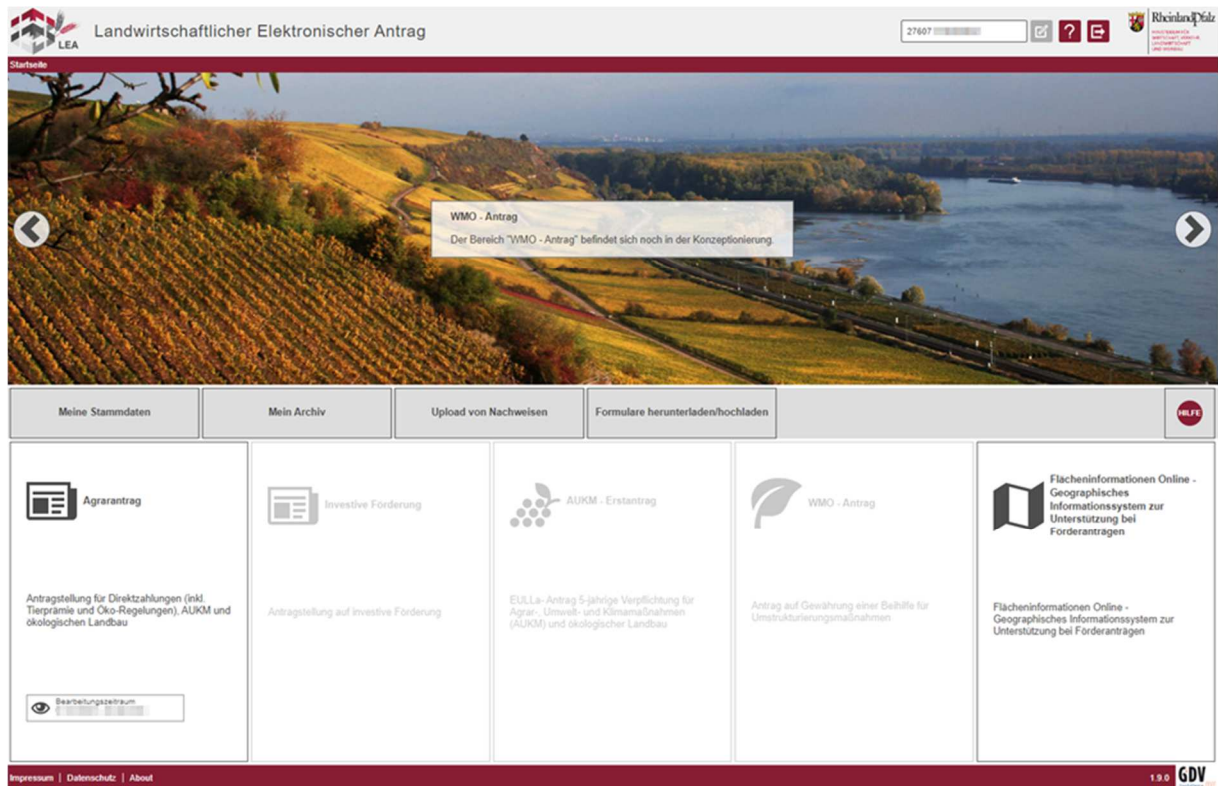 LEA
Landwirtschaftlicher Elektronischer Antrag
27607
?
RheinlandPfalz
Startseite
WMO - Antrag
Der Bereich "WMO - Antrag" befindet sich noch in der Konzeptionierung.
Meine Stammdaten
Mein Archiv
Upload von Nachweisen
Formulare herunterladen/hochladen
HILFE
Agrarantrag
Antragstellung für Direktzahlungen (inkl.
Tierprämie und Öko-Regelungen), AUKM und
ökologischen Landbau
Bearbeitungszeitraum
Investive Förderung
Antragstellung auf investive Förderung
AUKM - Erstantrag
EULLa- Antrag 5-jährige Verpflichtung für
Agrar-, Umwelt- und Klimamaßnahmen
(AUKM) und ökologischer Landbau
WMO - Antrag
Antrag auf Gewährung einer Beihilfe für
Umstrukturierungsmaßnahmen
Flächeninformationen Online -
Geographisches
Informationssystem zur
Unterstützung bei
Förderanträgen
Flächeninformationen Online -
Geographisches Informationssystem zur
Unterstützung bei Förderanträgen
Impressum | Datenschutz | About
1.9.0
GDV